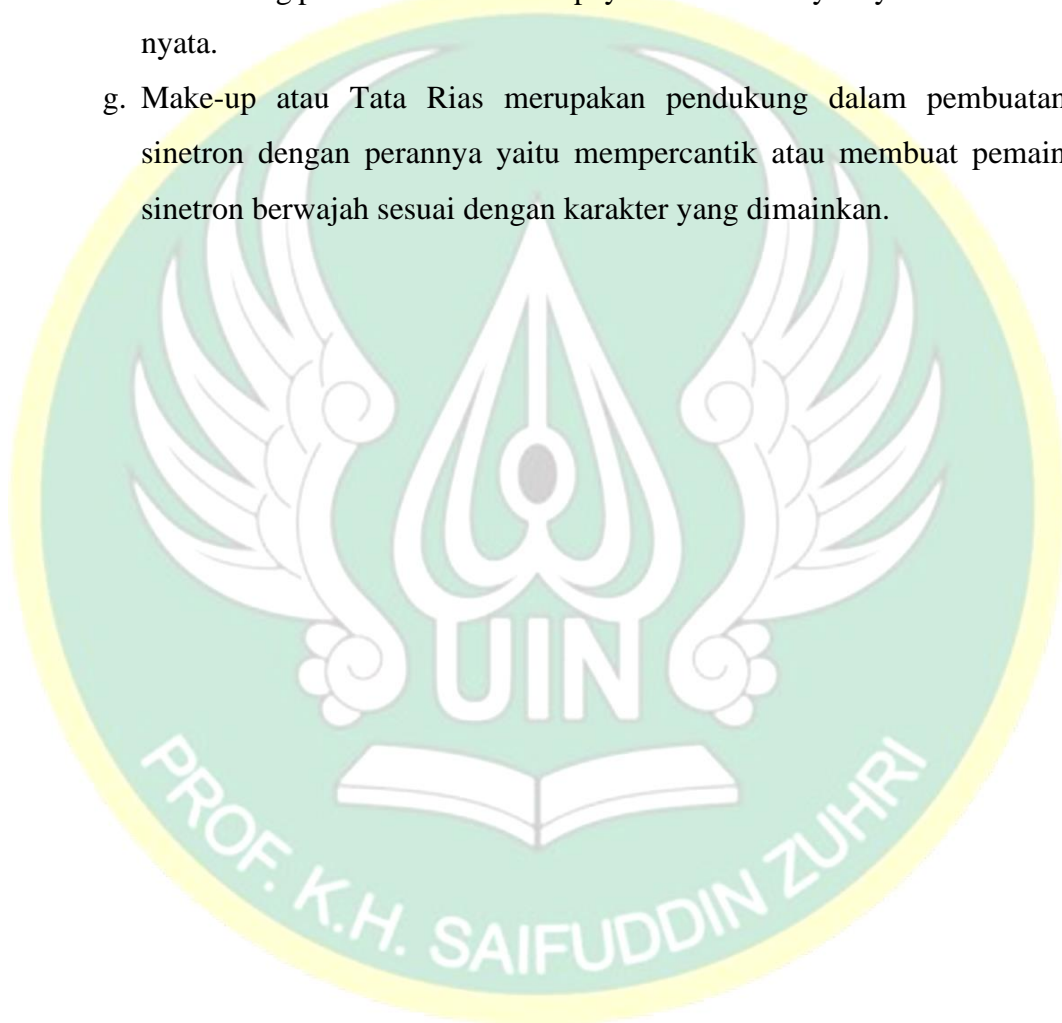 nyata.
g. Make-up atau Tata Rias merupakan pendukung dalam pembuatan
sinetron dengan perannya yaitu mempercantik atau membuat pemain
sinetron berwajah sesuai dengan karakter yang dimainkan.
UIN
PROF. K.H. SAIFUDDIN ZUHRI